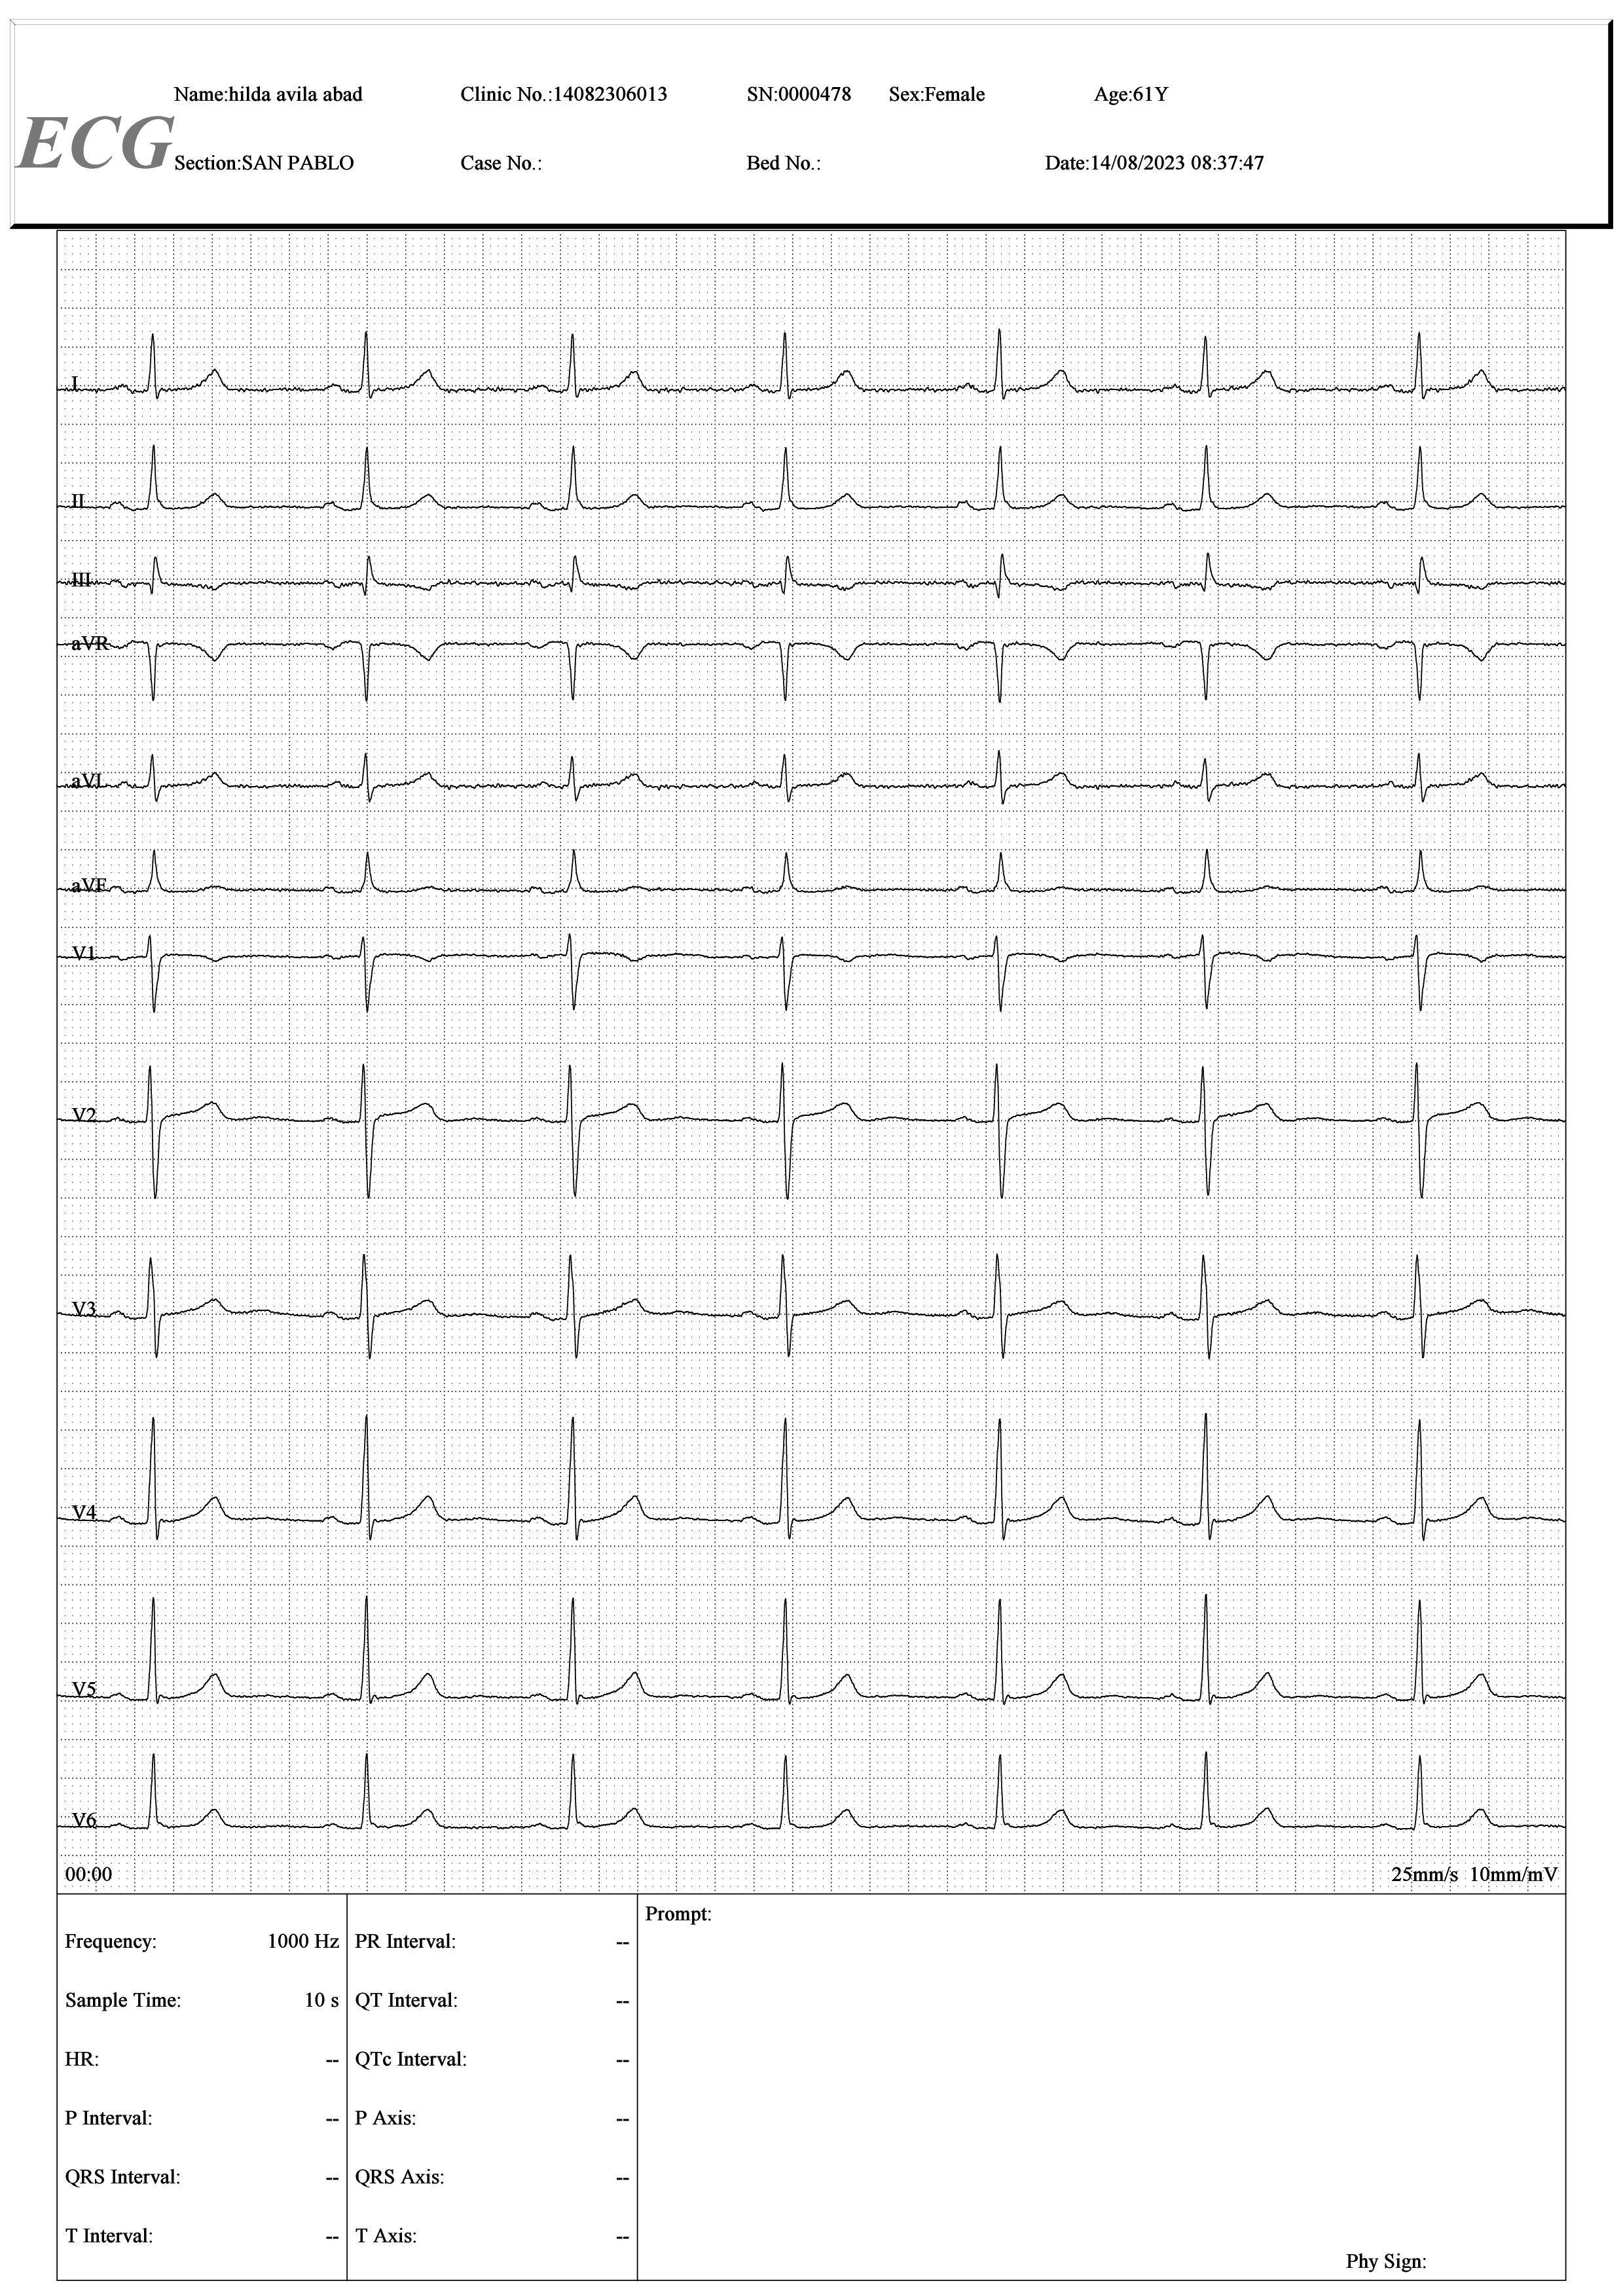 ECG
Name:hilda avila abad Clinic No.:14082306013 SN:0000478 Sex:Female Age:61Y
Section:SAN PABLO Case No.: Bed No.: Date:14/08/2023 08:37:47
I
II
III
aVR
aVL
aVF
V1
V2
V3
V4
V5
V6
00:00 25mm/s 10mm/mV
Frequency: 1000 Hz PR Interval: -- Prompt:
Sample Time: 10 s QT Interval: --
HR: -- QTc Interval: --
P Interval: -- P Axis: --
QRS Interval: -- QRS Axis: --
T Interval: -- T Axis: --
Phy Sign: